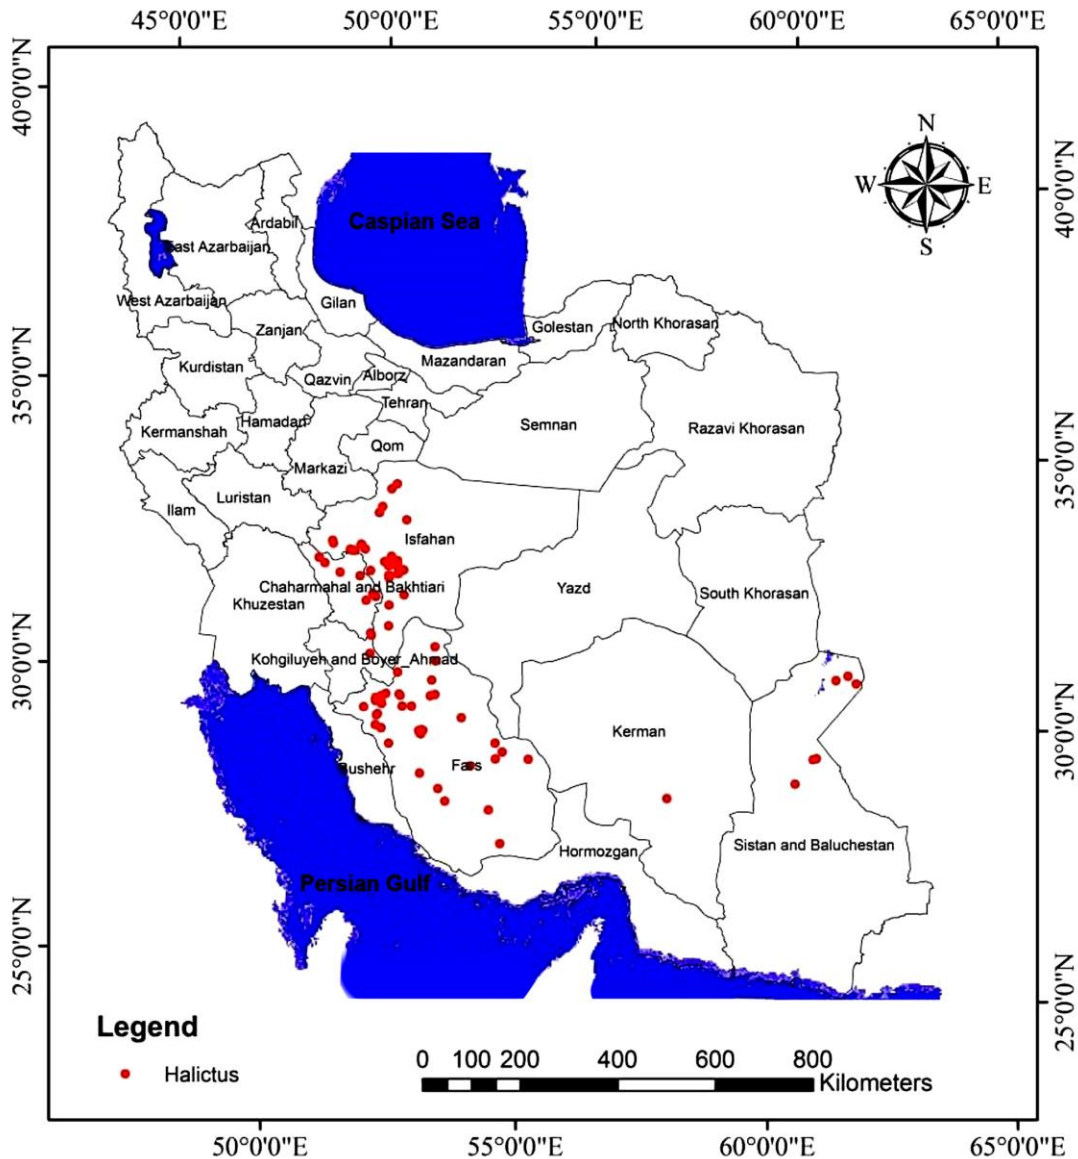 45°0'0"E 50°0'0"E 55°0'0"E 60°0'0"E 65°0'0"E
40°0'0"N
35°0'0"N
30°0'0"N
25°0'0"N
40°0'0"N
35°0'0"N
30°0'0"N
25°0'0"N
N
W E
S
Caspian Sea
Ardabil
East Azarbaijan
West Azarbaijan
Gilan
Zanjan
Golestan
North Khorasan
Mazandaran
Kurdistan
Qazvin
Alborz
Tehran
Hamadan
Kermanshah
Semnan
Razavi Khorasan
Qom
Markazi
Luristan
Ilam
Isfahan
Chaharmahal and Bakhtiari
Yazd
South Khorasan
Khuzestan
Kohgiluyeh and Boyer_Ahmad
Kerman
Fars
Bushehr
Sistan and Baluchestan
Hormozgan
Persian Gulf
Legend
Halictus
0 100 200 400 600 800
Kilometers
50°0'0"E 55°0'0"E 60°0'0"E 65°0'0"E